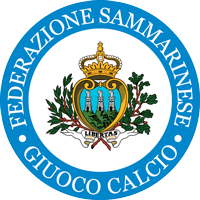 FEDERAZIONE SAMMARINESE
GIUOCO CALCIO
LIBERTAS